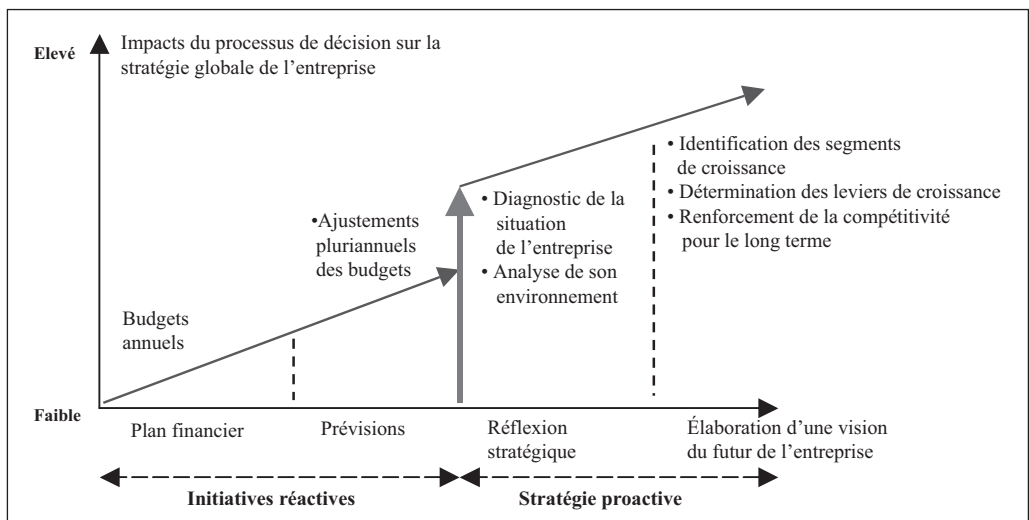 Elevé
Impacts du processus de décision sur la
stratégie globale de l’entreprise
• Identification des segments
de croissance
• Détermination des leviers de croissance
• Renforcement de la compétitivité
pour le long terme
• Diagnostic de la
situation
de l’entreprise
• Analyse de son
environnement
•Ajustements
pluriannuels
des budgets
Budgets
annuels
Faible
Plan financier
Prévisions
Réflexion
stratégique
Élaboration d’une vision
du futur de l’entreprise
Initiatives réactives
Stratégie proactive